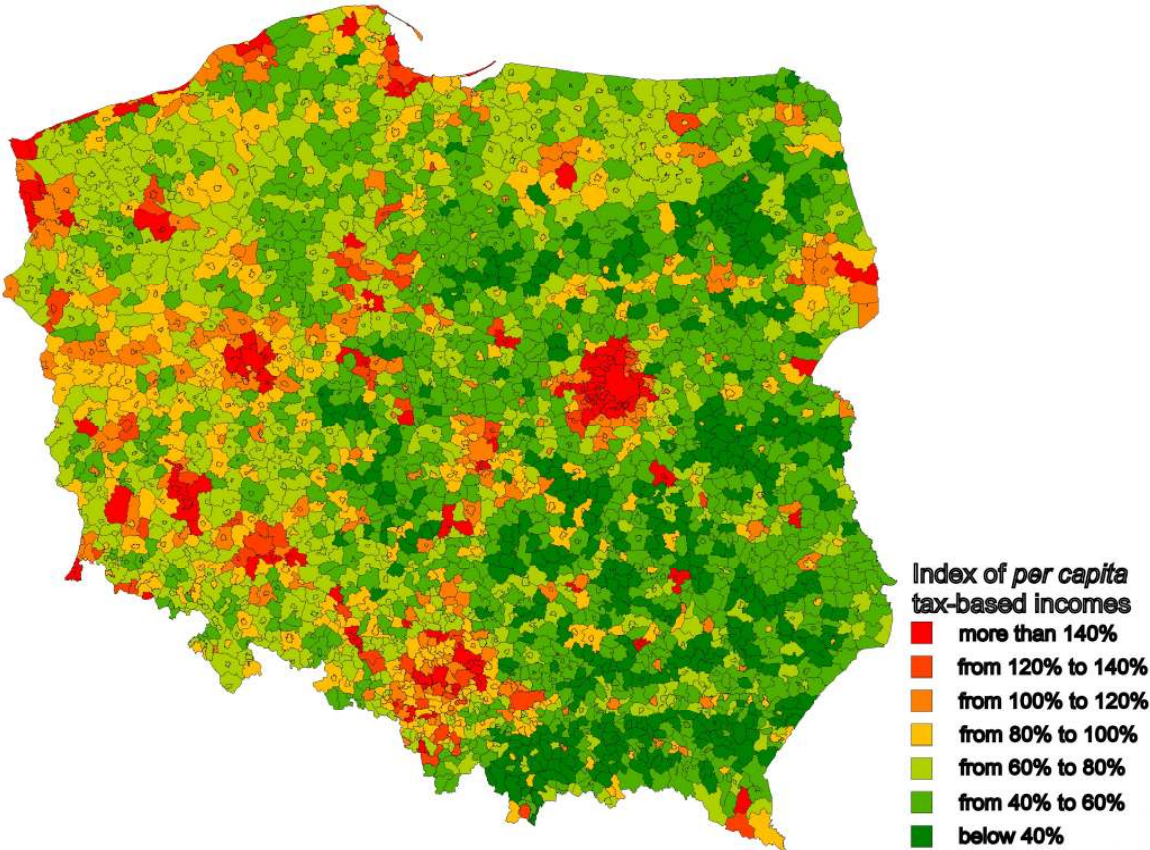 Index of per capita
tax-based incomes
more than 140%
from 120% to 140%
from 100% to 120%
from 80% to 100%
from 60% to 80%
from 40% to 60%
below 40%